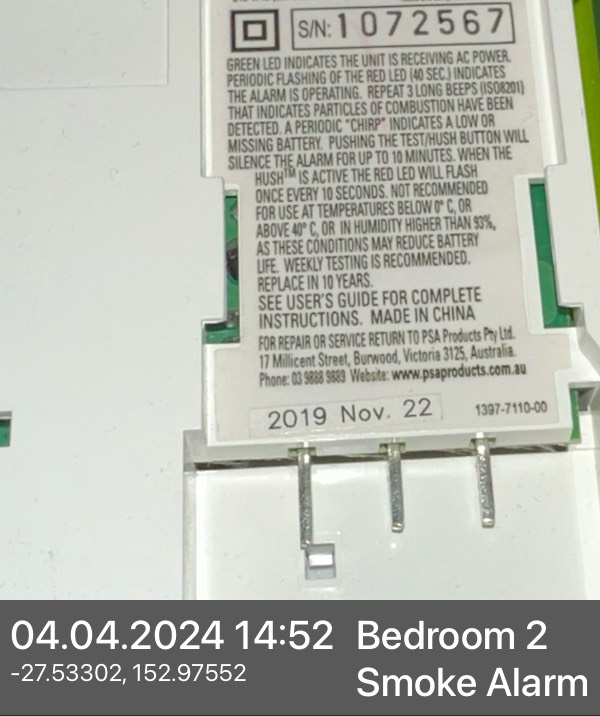 S/N: 1072567
GREEN LED INDICATES THE UNIT IS RECEIVING AC POWER.
PERIODIC FLASHING OF THE RED LED (40 SEC.) INDICATES
THE ALARM IS OPERATING. REPEAT 3 LONG BEEPS (ISO8201)
THAT INDICATES PARTICLES OF COMBUSTION HAVE BEEN
DETECTED. A PERIODIC "CHIRP" INDICATES A LOW OR
MISSING BATTERY. PUSHING THE TEST/HUSH BUTTON WILL
SILENCE THE ALARM FOR UP TO 10 MINUTES. WHEN THE
HUSH™ IS ACTIVE THE RED LED WILL FLASH
ONCE EVERY 10 SECONDS. NOT RECOMMENDED
FOR USE AT TEMPERATURES BELOW 0° C, OR
ABOVE 40° C, OR IN HUMIDITY HIGHER THAN 93%,
AS THESE CONDITIONS MAY REDUCE BATTERY
LIFE. WEEKLY TESTING IS RECOMMENDED.
REPLACE IN 10 YEARS.
SEE USER'S GUIDE FOR COMPLETE
INSTRUCTIONS. MADE IN CHINA
FOR REPAIR OR SERVICE RETURN TO PSA Products Pty Ltd.
17 Millicent Street, Burwood, Victoria 3125, Australia.
Phone: 03 9888 9889 Website: www.psaproducts.com.au
2019 Nov. 22 1397-7110-00
04.04.2024 14:52 Bedroom 2
-27.53302, 152.97552
Smoke Alarm